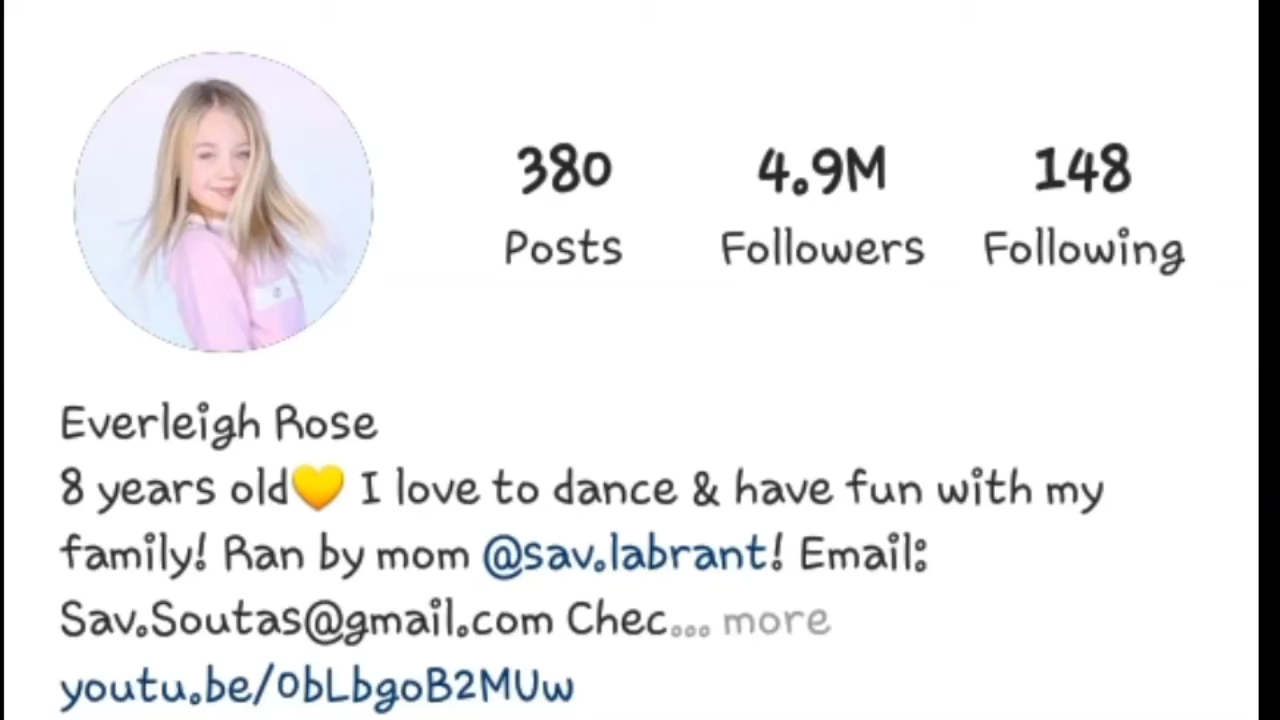 380 4.9M 148
Posts Followers Following
Everleigh Rose
8 years old💛 I love to dance & have fun with my
family! Ran by mom @sav.labrant! Email:
Sav.Soutas@gmail.com Chec... more
youtu.be/0bLbgoB2MUw